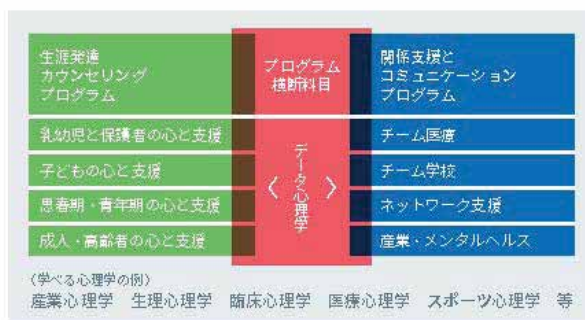 生涯発達
カウンセリング
プログラム
プログラム
横断科目
関係支援と
コミュニケーション
プログラム
乳幼児と保護者の心と支援
子どもの心と支援
思春期・青年期の心と支援
成人・高齢者の心と支援
〈データ心理学〉
チーム医療
チーム学校
ネットワーク支援
産業・メンタルヘルス
〈学べる心理学の例〉
産業心理学 生理心理学 臨床心理学 医療心理学 スポーツ心理学 等